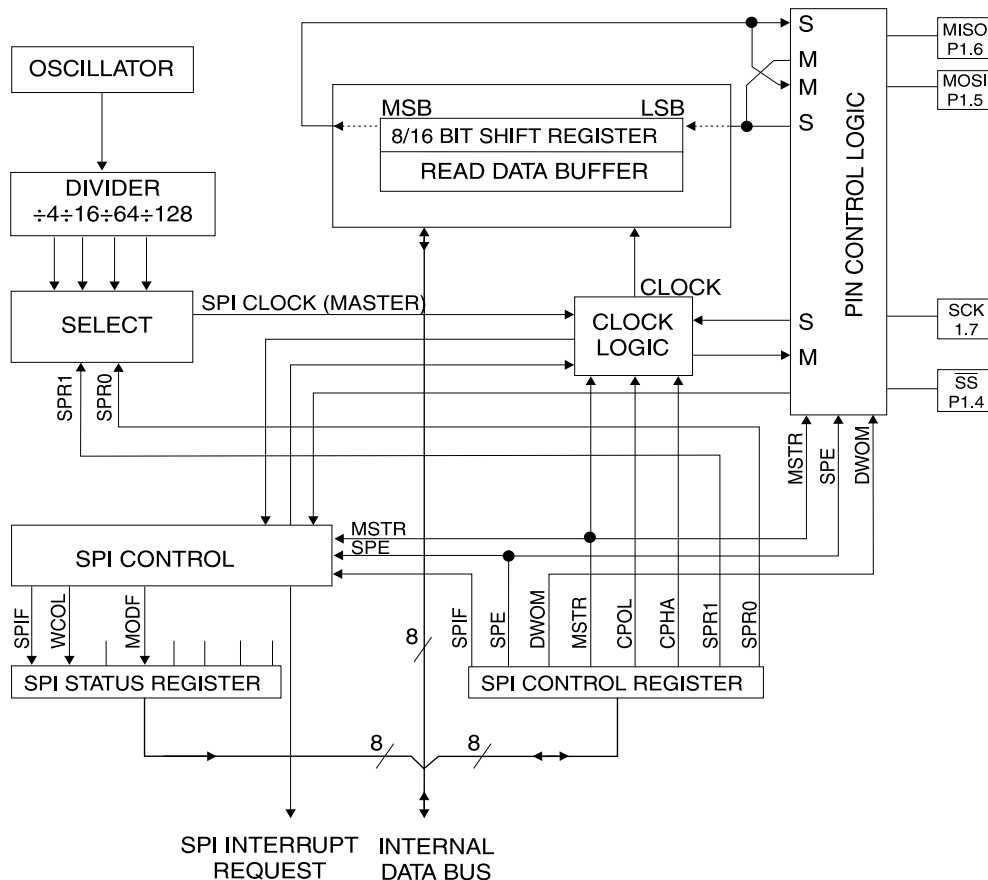 OSCILLATOR
DIVIDER
÷4÷16÷64÷128
SELECT
SPR1
SPR0
SPI CLOCK (MASTER)
MSB
LSB
8/16 BIT SHIFT REGISTER
READ DATA BUFFER
CLOCK
CLOCK
LOGIC
S
M
M
S
S
M
PIN CONTROL LOGIC
MISO
P1.6
MOSI
P1.5
SCK
1.7
SS
P1.4
MSTR
SPE
DWOM
SPI CONTROL
MSTR
SPE
SPIF
WCOL
MODF
SPI STATUS REGISTER
8
SPIF
SPE
DWOM
MSTR
CPOL
CPHA
SPR1
SPR0
SPI CONTROL REGISTER
8
8
SPI INTERRUPT
REQUEST
INTERNAL
DATA BUS